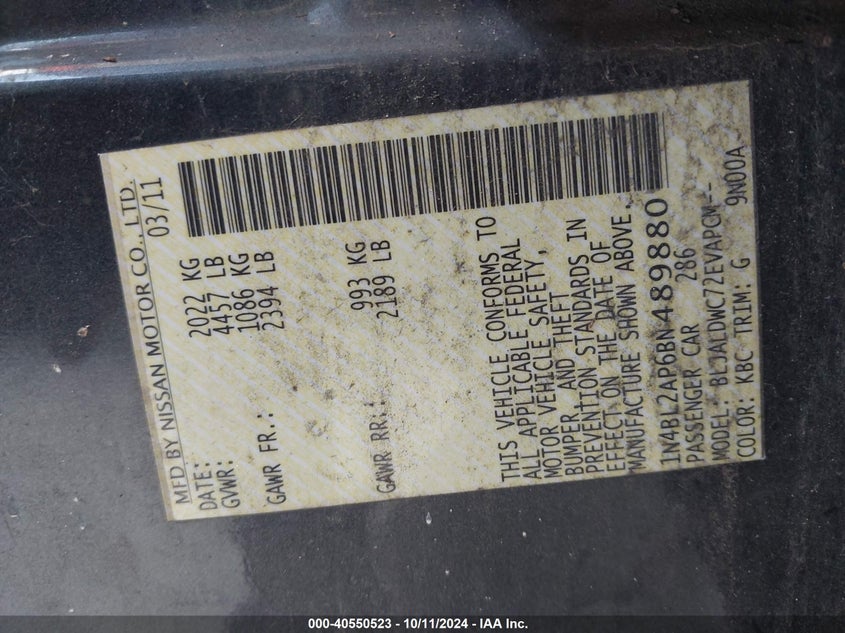 MFD BY NISSAN MOTOR CO., LTD.
DATE: 03/11
GVWR: 2022 KG
4457 LB
GAWR FR.: 1086 KG
2394 LB
GAWR RR.: 993 KG
2189 LB
THIS VEHICLE CONFORMS TO
ALL APPLICABLE FEDERAL
MOTOR VEHICLE SAFETY,
BUMPER AND THEFT
PREVENTION STANDARDS IN
EFFECT ON THE DATE OF
MANUFACTURE SHOWN ABOVE.
1N4BL2AP6BN489880
PASSENGER CAR 286
MODEL: BLJALDWC72EVAPCM--
COLOR: KBC TRIM: G 9N00A
000-40550523 - 10/11/2024 - IAA Inc.